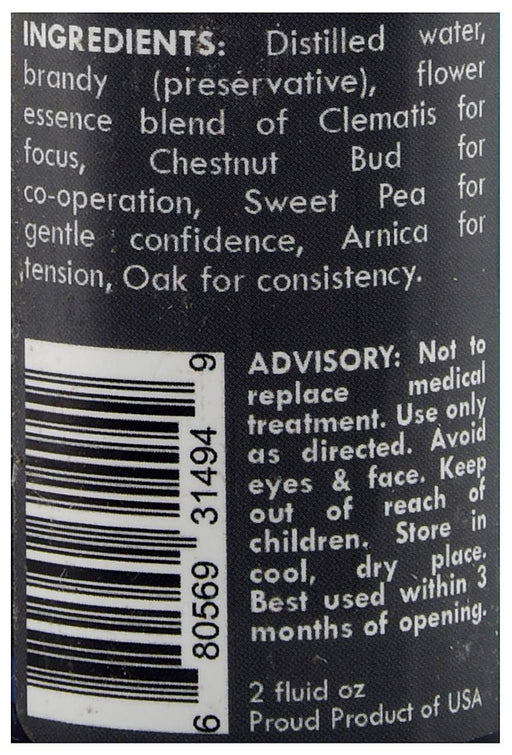 INGREDIENTS: Distilled water,
brandy (preservative), flower
essence blend of Clematis for
focus, Chestnut Bud for
co-operation, Sweet Pea for
gentle confidence, Arnica for
tension, Oak for consistency.
6 80569 31494 9
ADVISORY: Not to
replace medical
treatment. Use only
as directed. Avoid
eyes & face. Keep
out of reach of
children. Store in
cool, dry place.
Best used within 3
months of opening.
2 fluid oz
Proud Product of USA